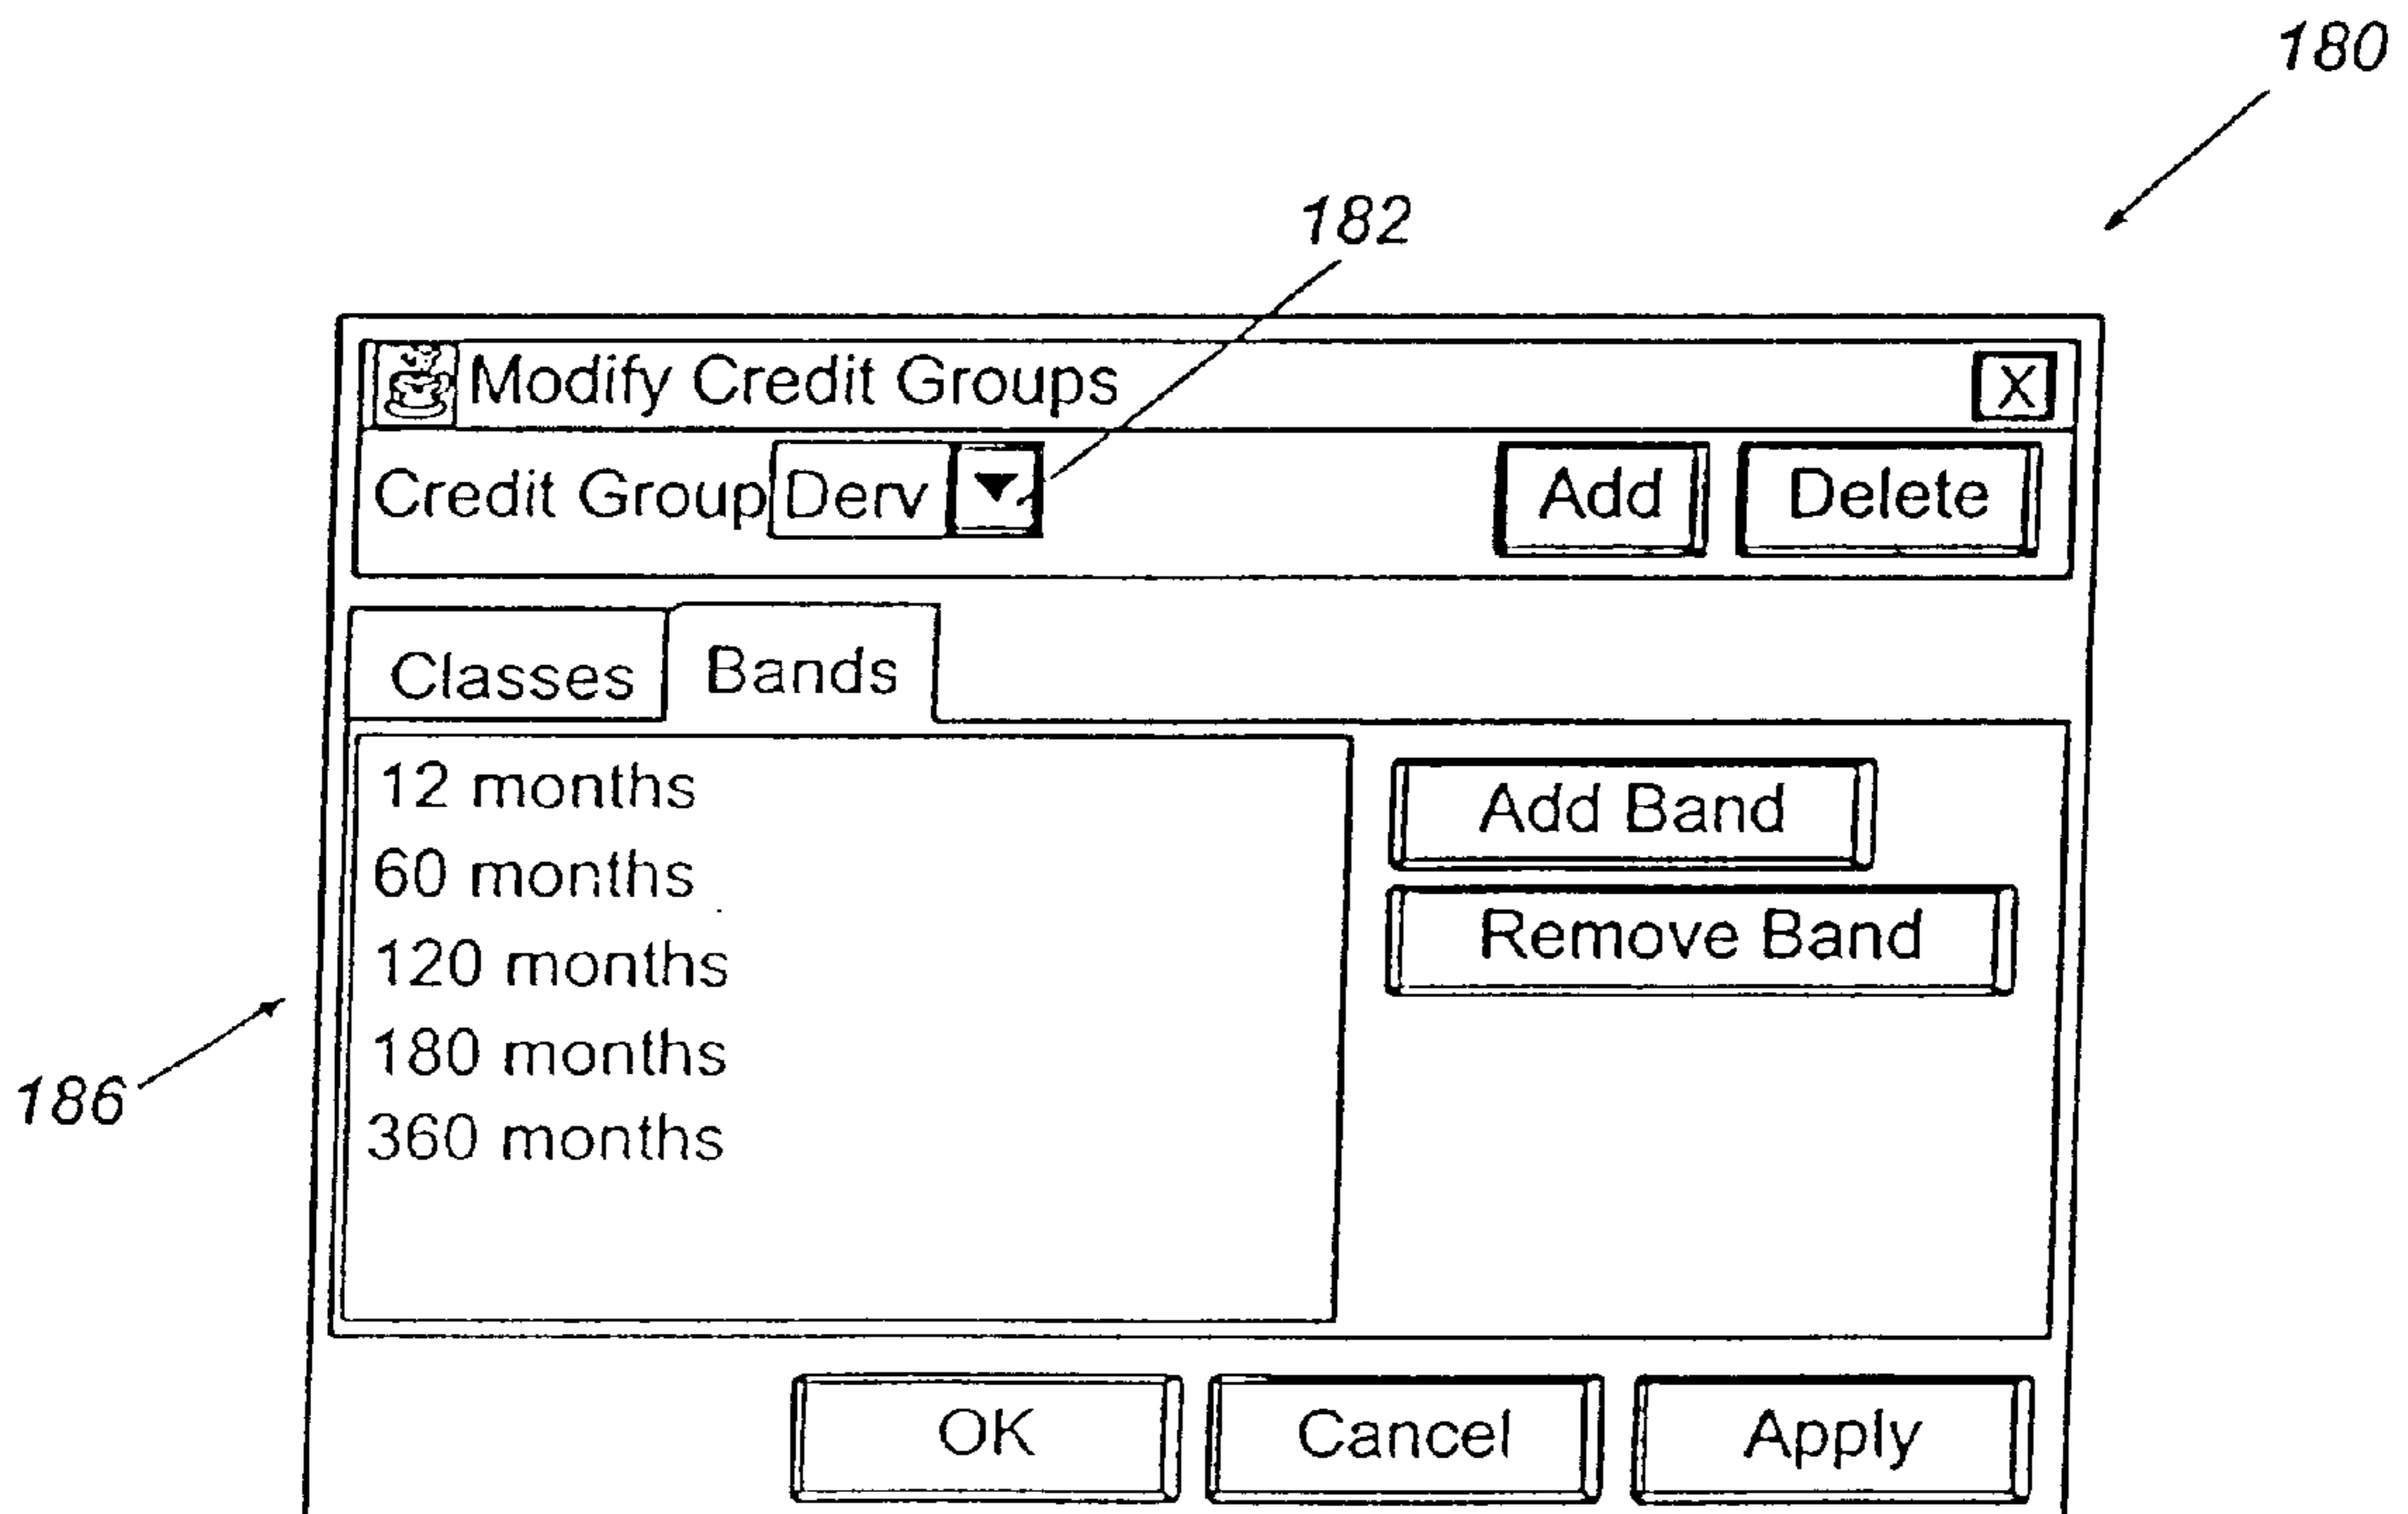 180
182
Modify Credit Groups X
Credit Group Derv Add Delete
Classes Bands
12 months Add Band
60 months
Remove Band
120 months
180 months
186
360 months
OK Cancel Apply